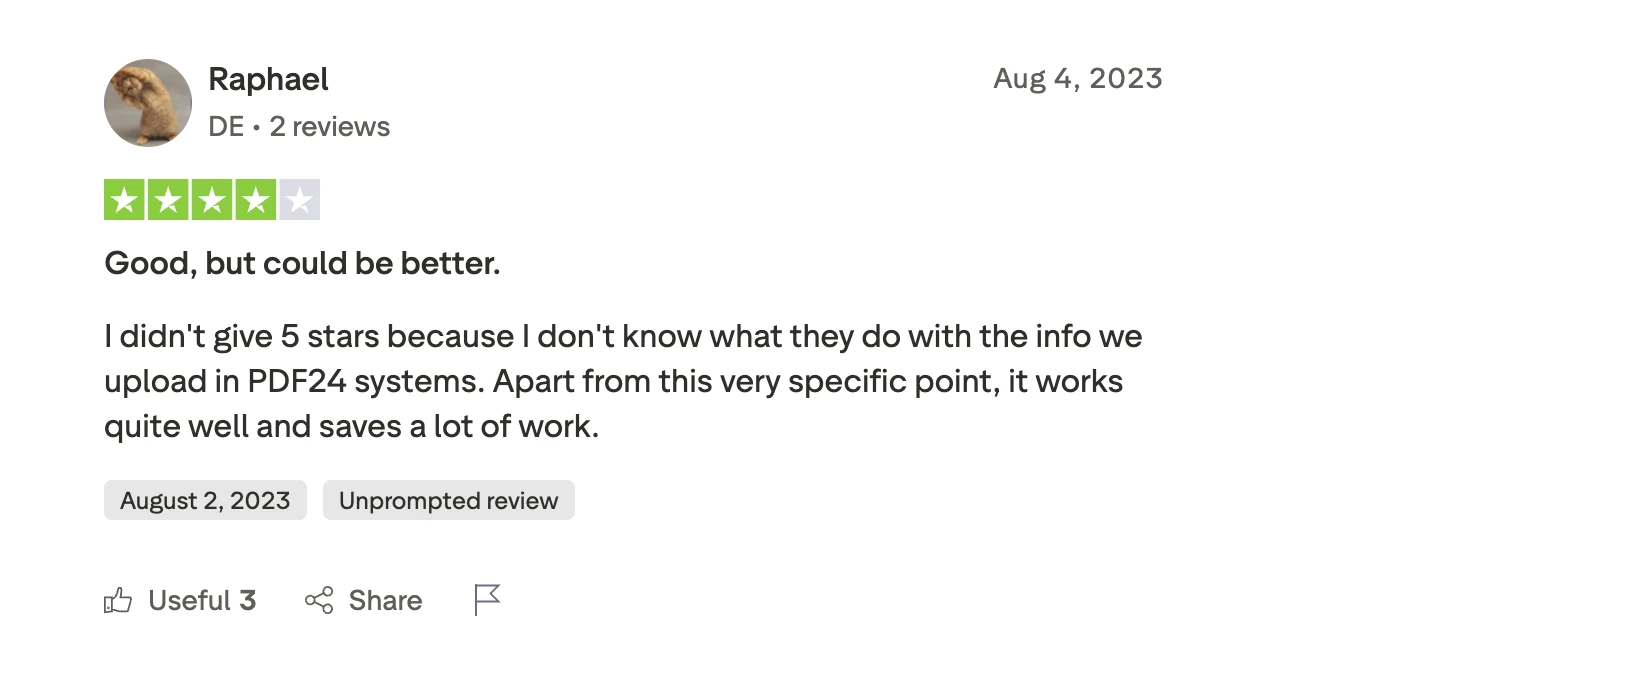 Raphael
Aug 4, 2023
DE • 2 reviews
Good, but could be better.
I didn't give 5 stars because I don't know what they do with the info we
upload in PDF24 systems. Apart from this very specific point, it works
quite well and saves a lot of work.
August 2, 2023
Unprompted review
Useful 3
Share